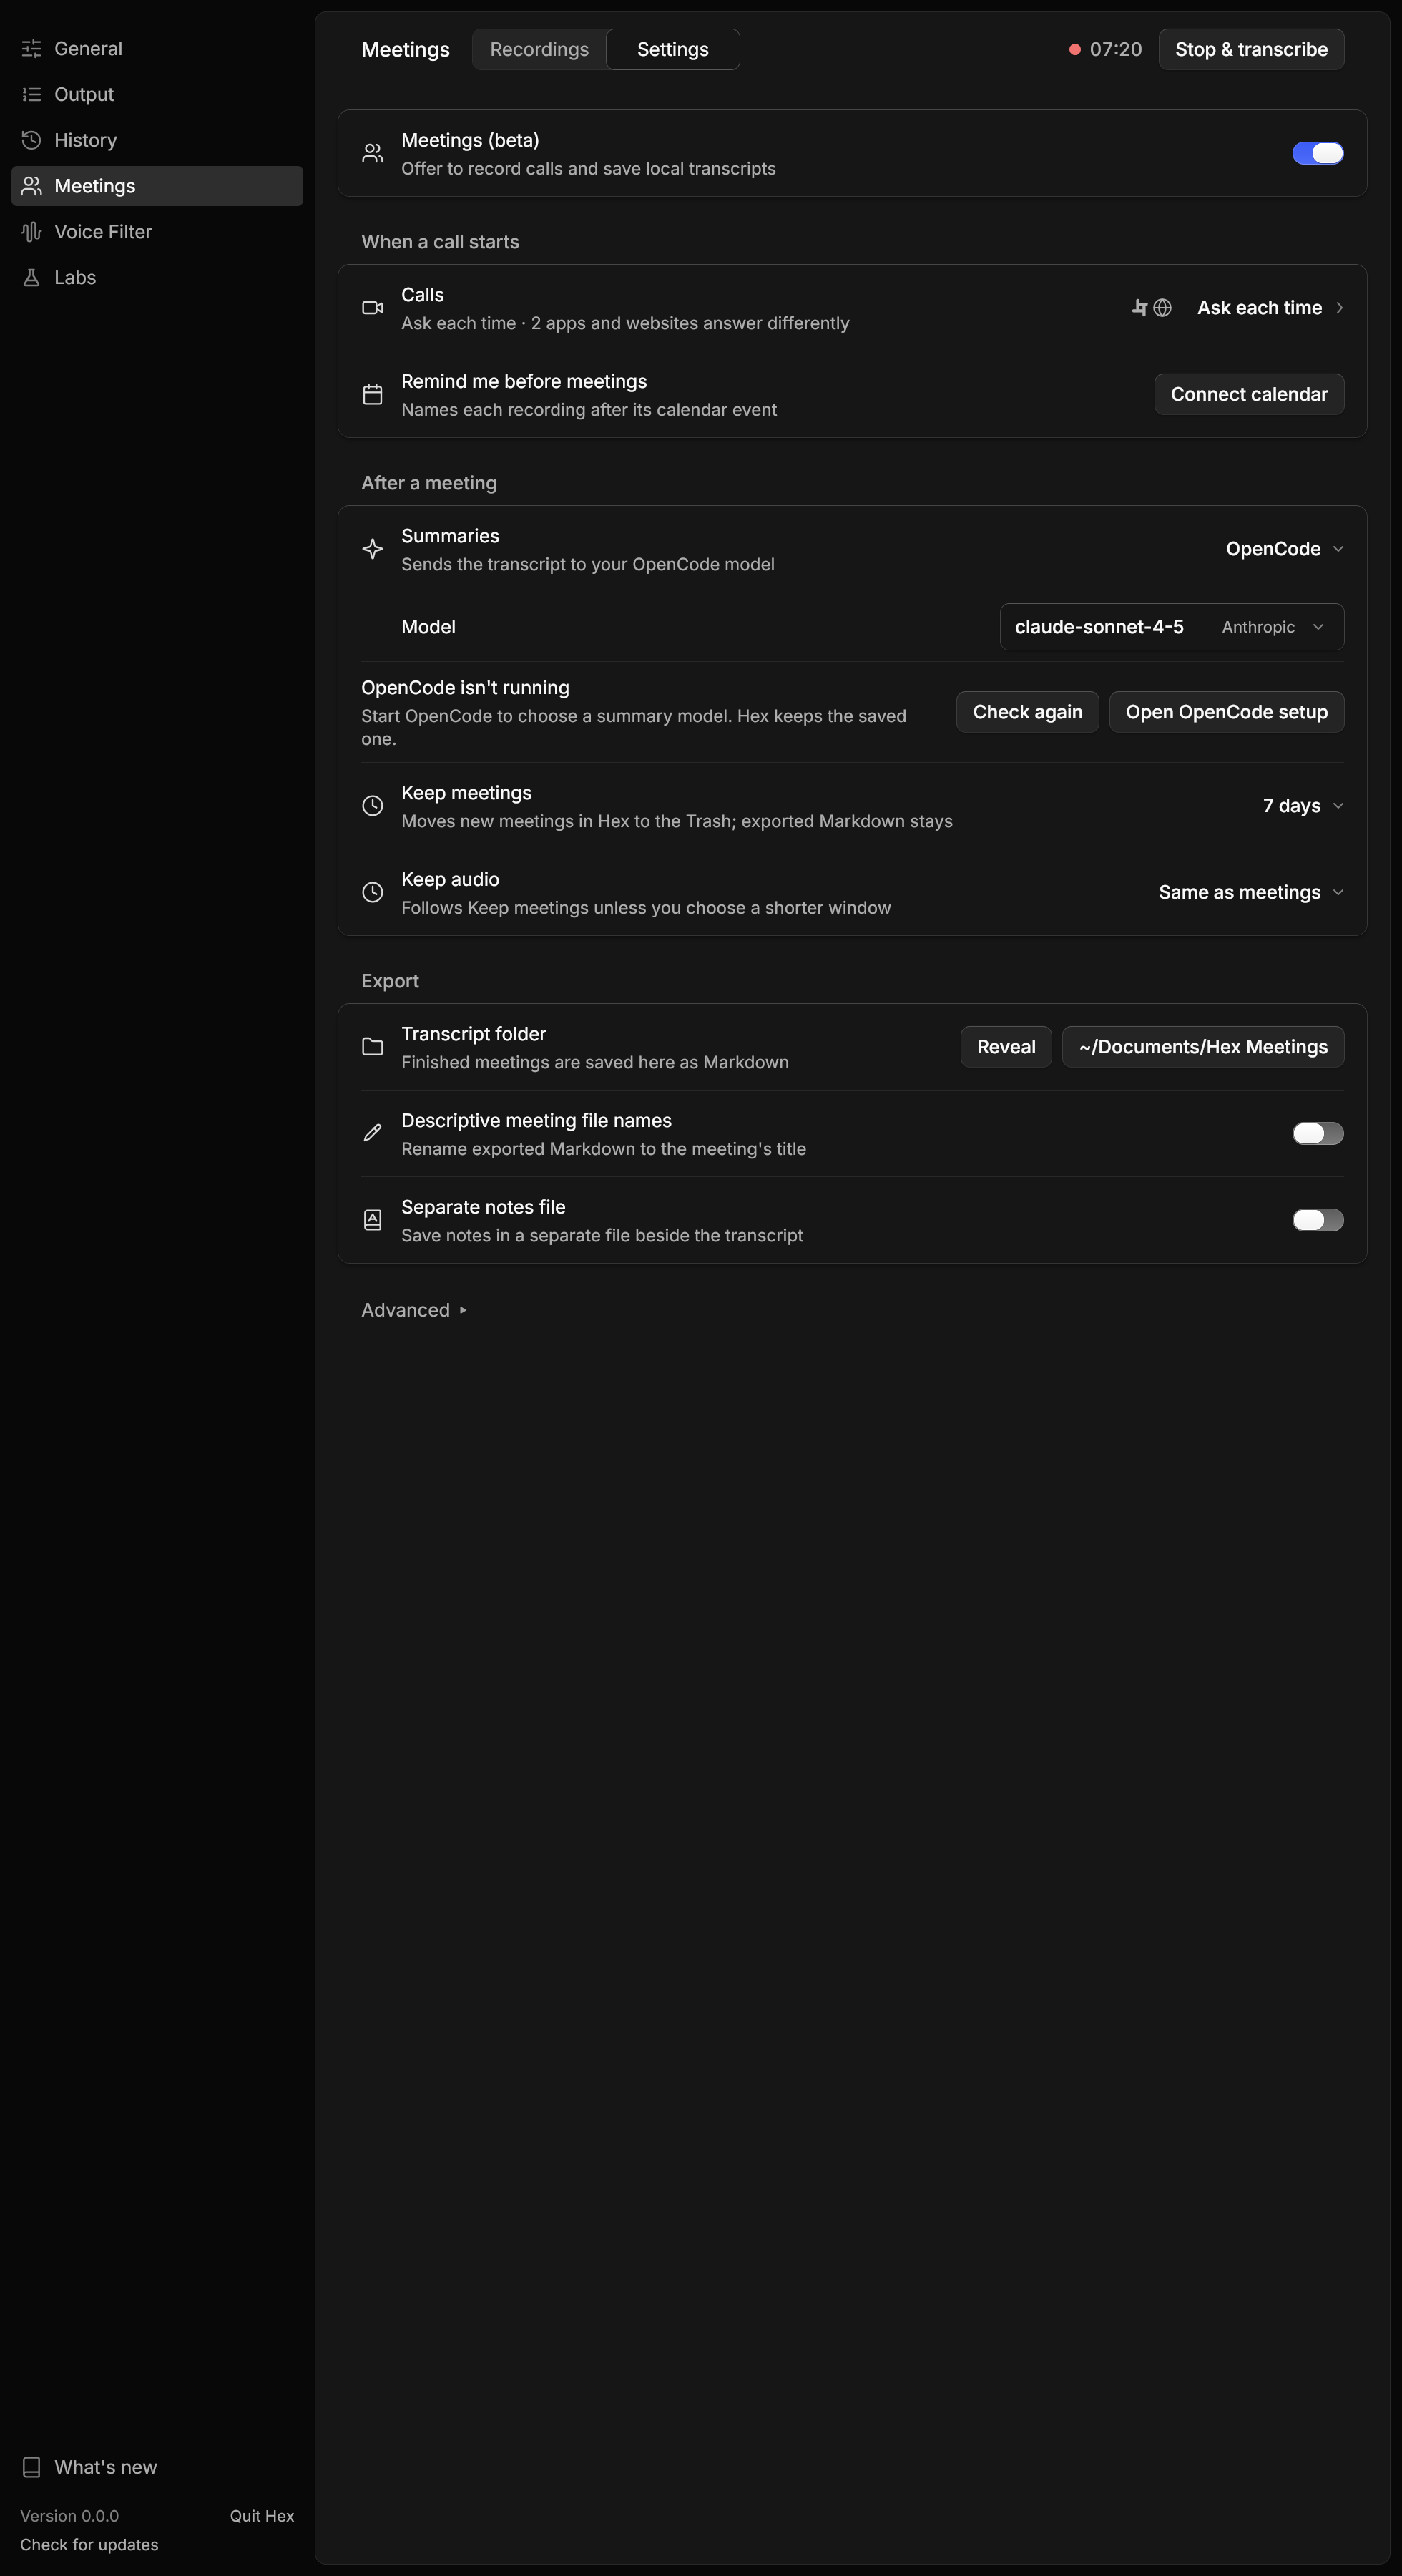 General
Output
History
Meetings
Voice Filter
Labs
What's new
Version 0.0.0
Quit Hex
Check for updates
Meetings
Recordings
Settings
07:20
Stop & transcribe
Meetings (beta)
Offer to record calls and save local transcripts
When a call starts
Calls
Ask each time · 2 apps and websites answer differently
Ask each time
Remind me before meetings
Names each recording after its calendar event
Connect calendar
After a meeting
Summaries
Sends the transcript to your OpenCode model
OpenCode
Model
claude-sonnet-4-5
Anthropic
OpenCode isn't running
Start OpenCode to choose a summary model. Hex keeps the saved
one.
Check again
Open OpenCode setup
Keep meetings
Moves new meetings in Hex to the Trash; exported Markdown stays
7 days
Keep audio
Follows Keep meetings unless you choose a shorter window
Same as meetings
Export
Transcript folder
Finished meetings are saved here as Markdown
Reveal
~/Documents/Hex Meetings
Descriptive meeting file names
Rename exported Markdown to the meeting's title
Separate notes file
Save notes in a separate file beside the transcript
Advanced